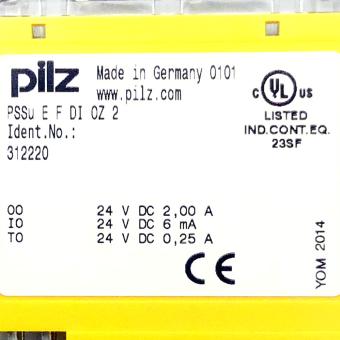 pilz
Made in Germany 0101
www.pilz.com
PSSu E F DI OZ 2
Ident.No.:
312220
C UL US
LISTED
IND.CONT.EQ.
23SF
OO 24 V DC 2,00 A
IO 24 V DC 6 mA
TO 24 V DC 0,25 A
CE
YOM 2014